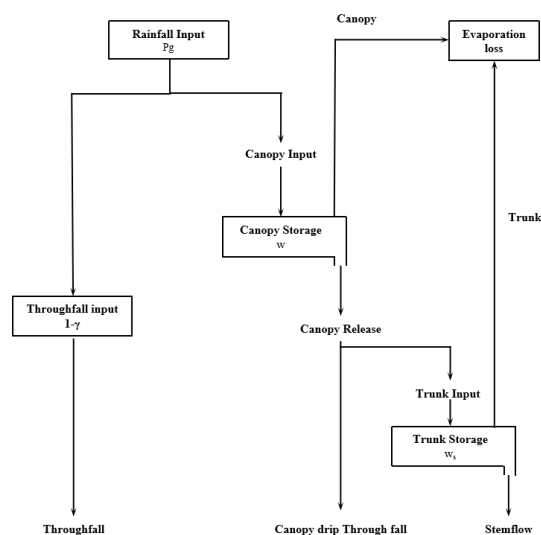 Canopy
Rainfall Input
Pg
Evaporation
loss
Canopy Input
Canopy Storage
w
Trunk
Throughfall input
1-γ
Canopy Release
Trunk Input
Trunk Storage
ws
Throughfall
Canopy drip Through fall
Stemflow